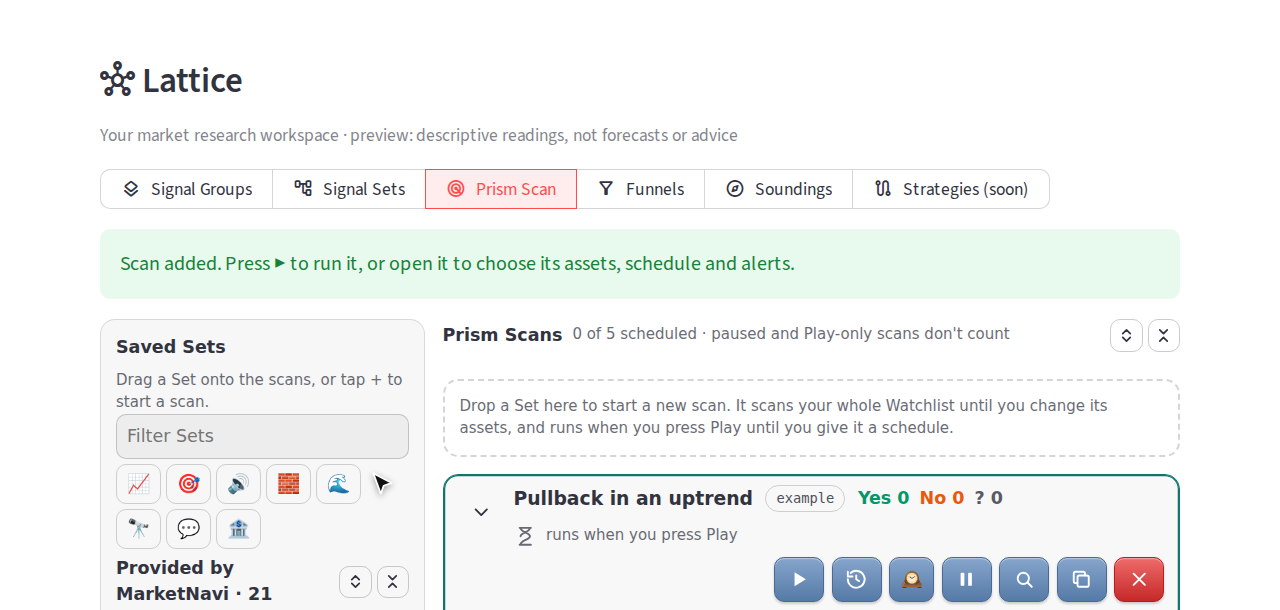 Lattice
Your market research workspace · preview: descriptive readings, not forecasts or advice
Signal Groups
Signal Sets
Prism Scan
Funnels
Soundings
Strategies (soon)
Scan added. Press ▶ to run it, or open it to choose its assets, schedule and alerts.
Saved Sets
Drag a Set onto the scans, or tap + to
start a scan.
Filter Sets
Provided by
MarketNavi · 21
Prism Scans 0 of 5 scheduled · paused and Play-only scans don't count
Drop a Set here to start a new scan. It scans your whole Watchlist until you change its
assets, and runs when you press Play until you give it a schedule.
Pullback in an uptrend example Yes 0 No 0 ? 0
runs when you press Play